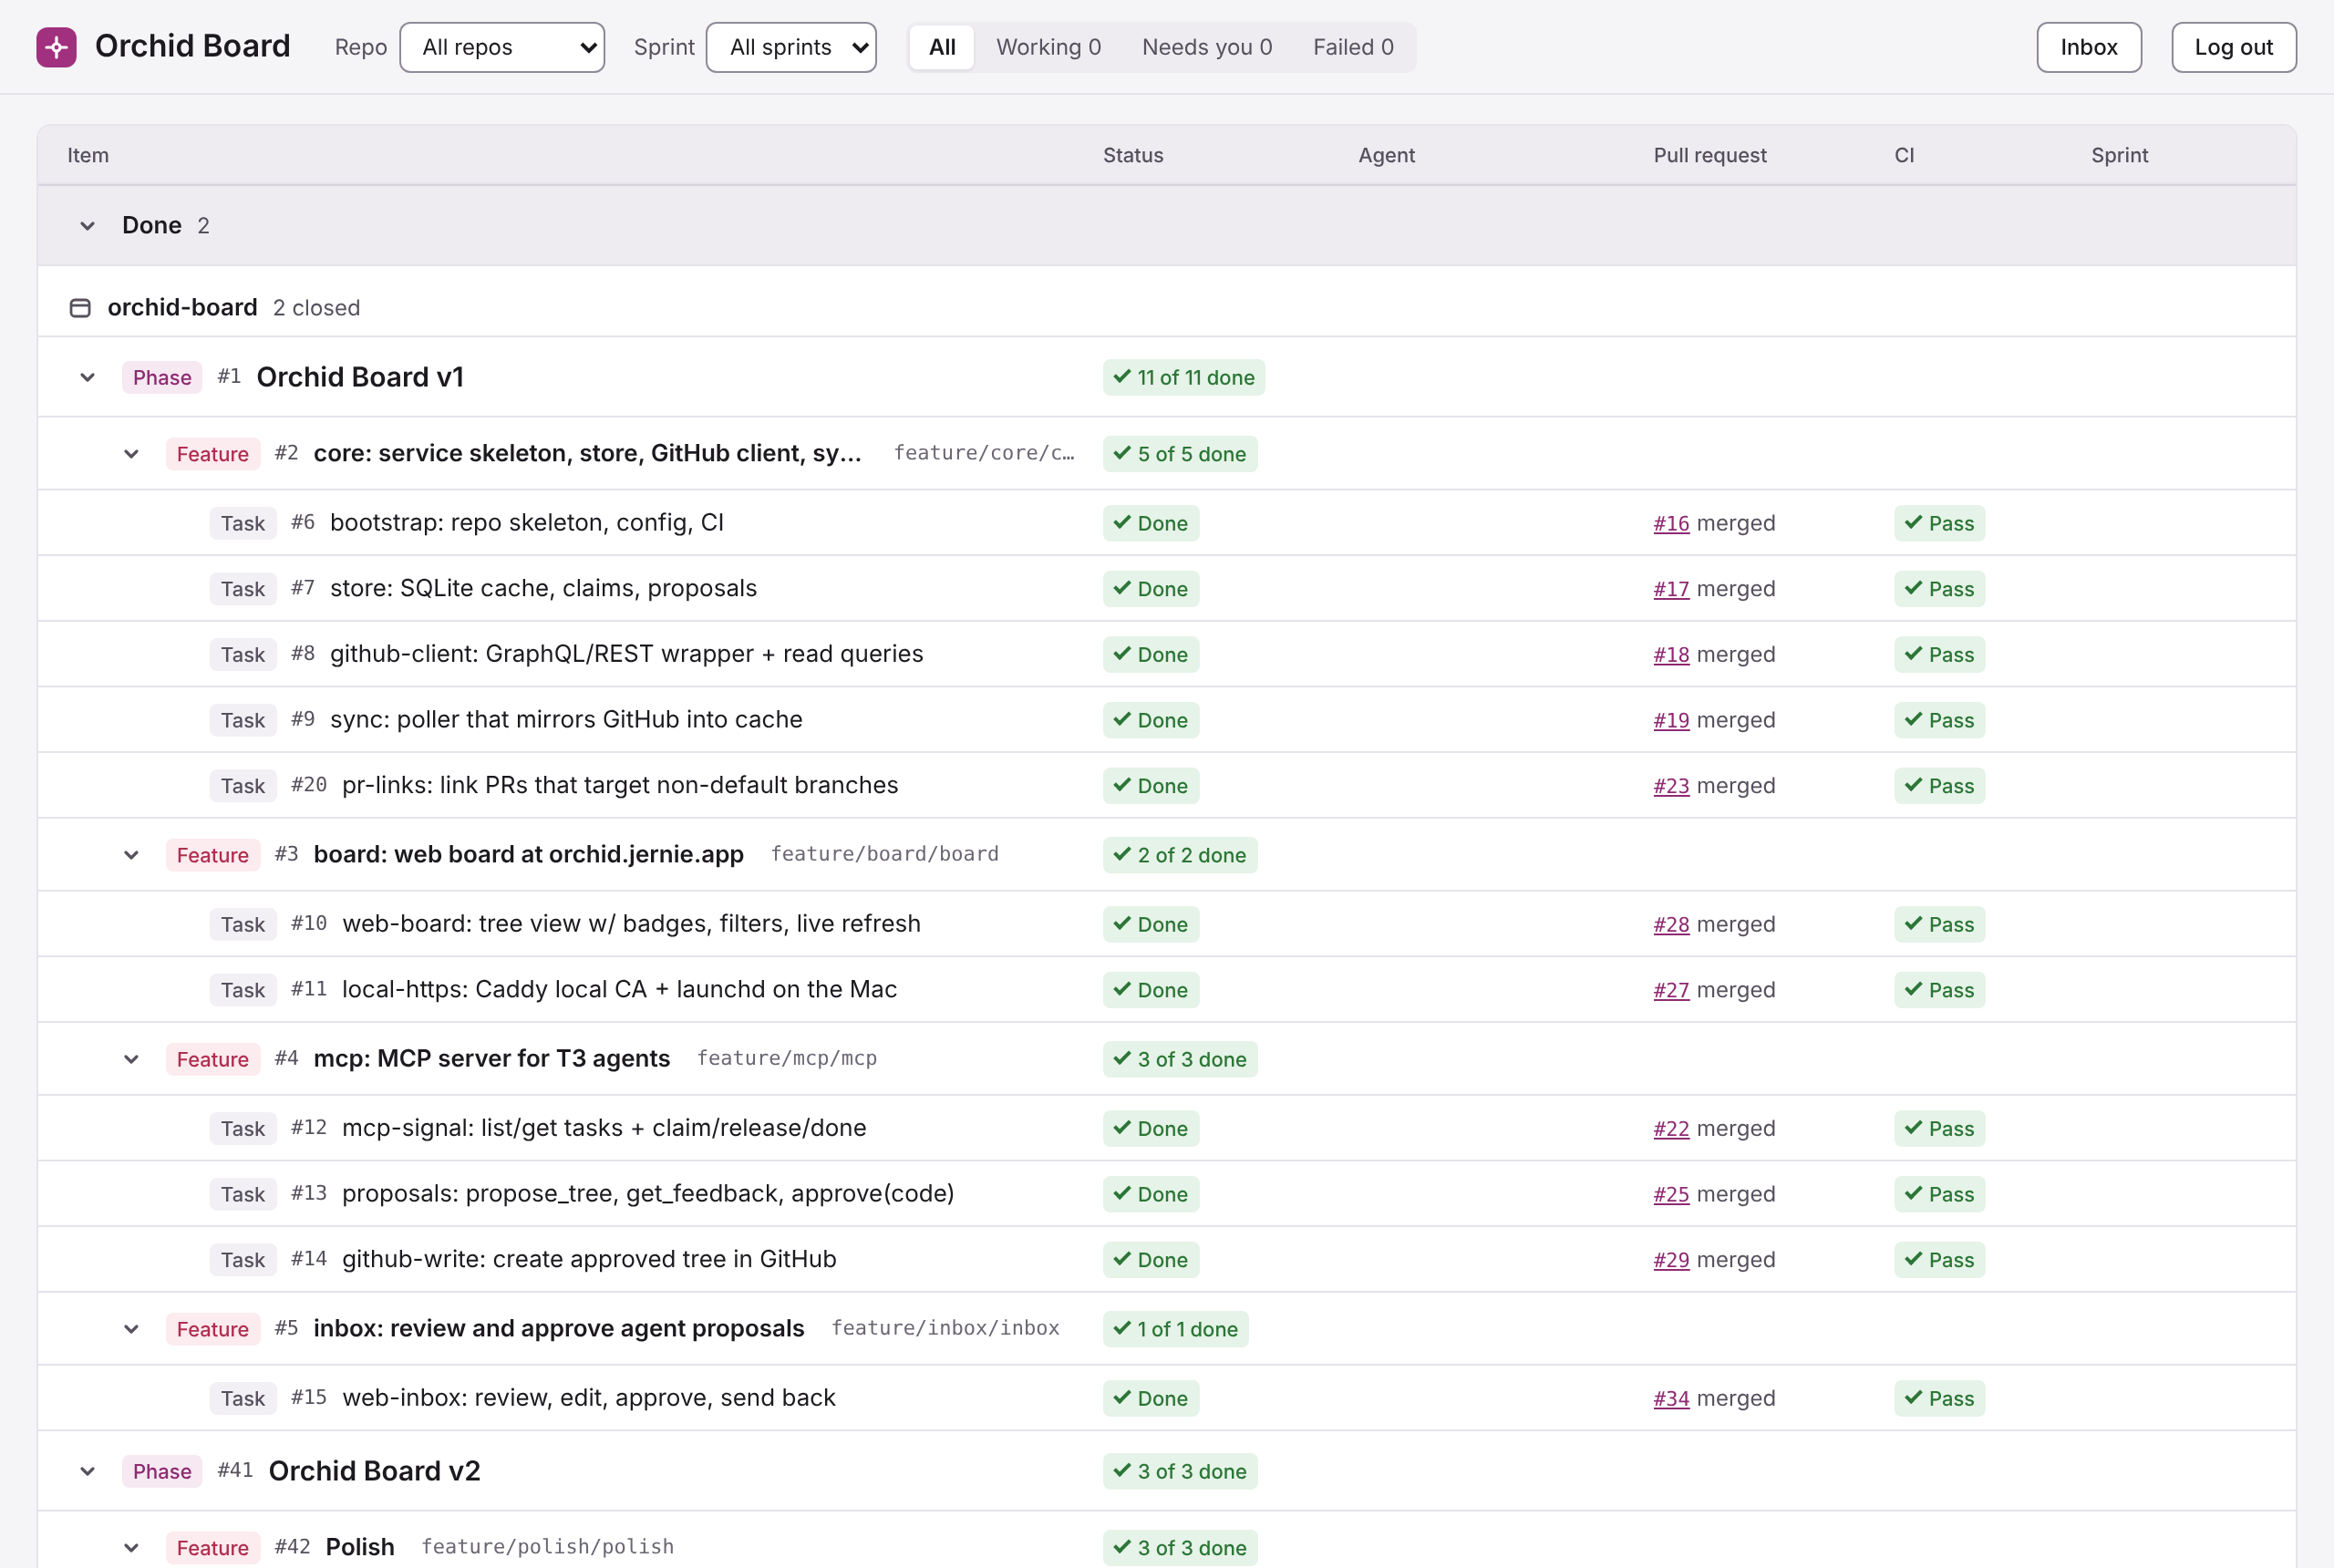 Orchid Board Repo All repos Sprint All sprints All Working 0 Needs you 0 Failed 0 Inbox Log out
Item Status Agent Pull request CI Sprint
Done 2
orchid-board 2 closed
Phase #1 Orchid Board v1 11 of 11 done
Feature #2 core: service skeleton, store, GitHub client, sy… feature/core/c… 5 of 5 done
Task #6 bootstrap: repo skeleton, config, CI Done #16 merged Pass
Task #7 store: SQLite cache, claims, proposals Done #17 merged Pass
Task #8 github-client: GraphQL/REST wrapper + read queries Done #18 merged Pass
Task #9 sync: poller that mirrors GitHub into cache Done #19 merged Pass
Task #20 pr-links: link PRs that target non-default branches Done #23 merged Pass
Feature #3 board: web board at orchid.jernie.app feature/board/board 2 of 2 done
Task #10 web-board: tree view w/ badges, filters, live refresh Done #28 merged Pass
Task #11 local-https: Caddy local CA + launchd on the Mac Done #27 merged Pass
Feature #4 mcp: MCP server for T3 agents feature/mcp/mcp 3 of 3 done
Task #12 mcp-signal: list/get tasks + claim/release/done Done #22 merged Pass
Task #13 proposals: propose_tree, get_feedback, approve(code) Done #25 merged Pass
Task #14 github-write: create approved tree in GitHub Done #29 merged Pass
Feature #5 inbox: review and approve agent proposals feature/inbox/inbox 1 of 1 done
Task #15 web-inbox: review, edit, approve, send back Done #34 merged Pass
Phase #41 Orchid Board v2 3 of 3 done
Feature #42 Polish feature/polish/polish 3 of 3 done